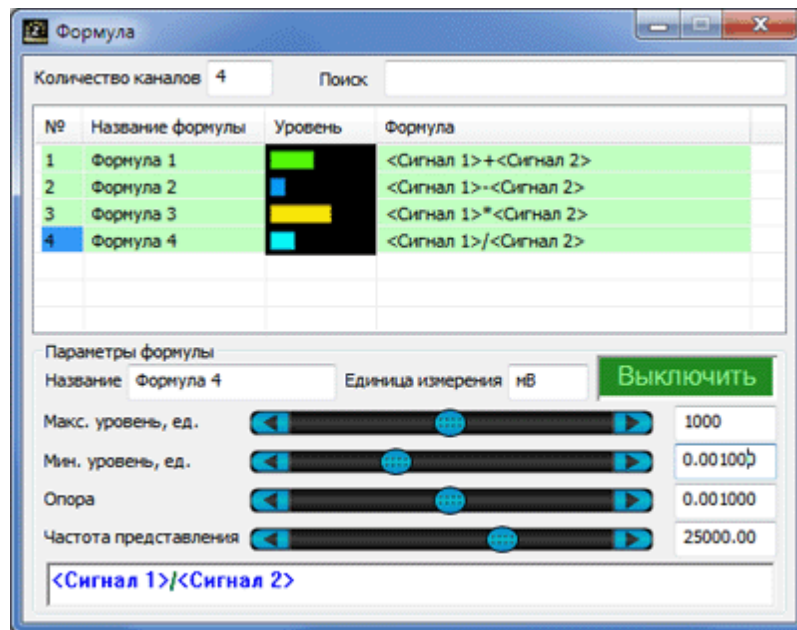 Формула
Количество каналов 4 Поиск
№ Название формулы Уровень Формула
1 Формула 1 <Сигнал 1>+<Сигнал 2>
2 Формула 2 <Сигнал 1>-<Сигнал 2>
3 Формула 3 <Сигнал 1>*<Сигнал 2>
4 Формула 4 <Сигнал 1>/<Сигнал 2>
Параметры формулы
Название Формула 4 Единица измерения мВ Выключить
Макс. уровень, ед. 1000
Мин. уровень, ед. 0.001000
Опора 0.001000
Частота представления 25000.00
<Сигнал 1>/<Сигнал 2>